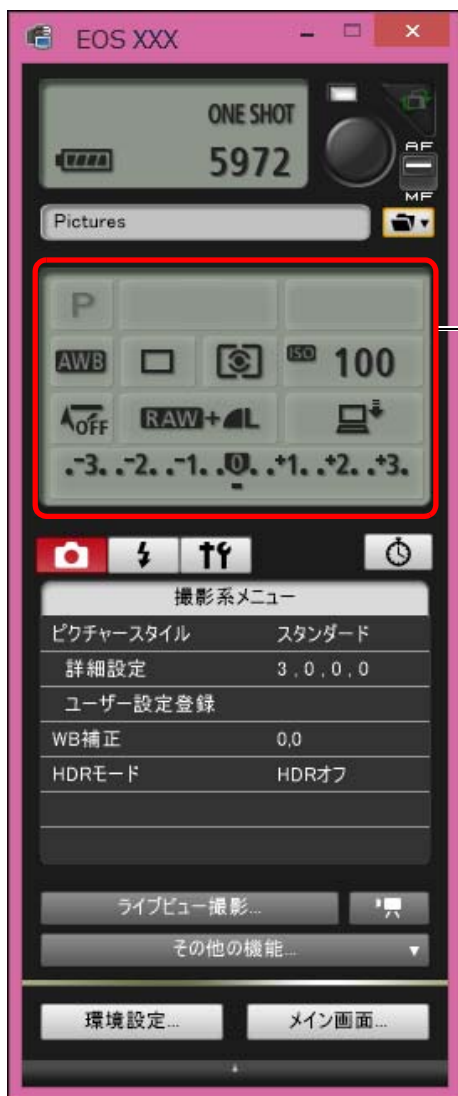 EOS XXX
ONE SHOT
5972
AF
MF
Pictures
P
AWB ISO 100
OFF RAW+L
.-3. .-2. .-1. .0. .+1. .+2. .+3.
撮影系メニュー
ピクチャースタイル スタンダード
詳細設定 3 , 0 , 0 , 0
ユーザー設定登録
WB補正 0,0
HDRモード HDRオフ
ライブビュー撮影...
その他の機能...
環境設定... メイン画面...